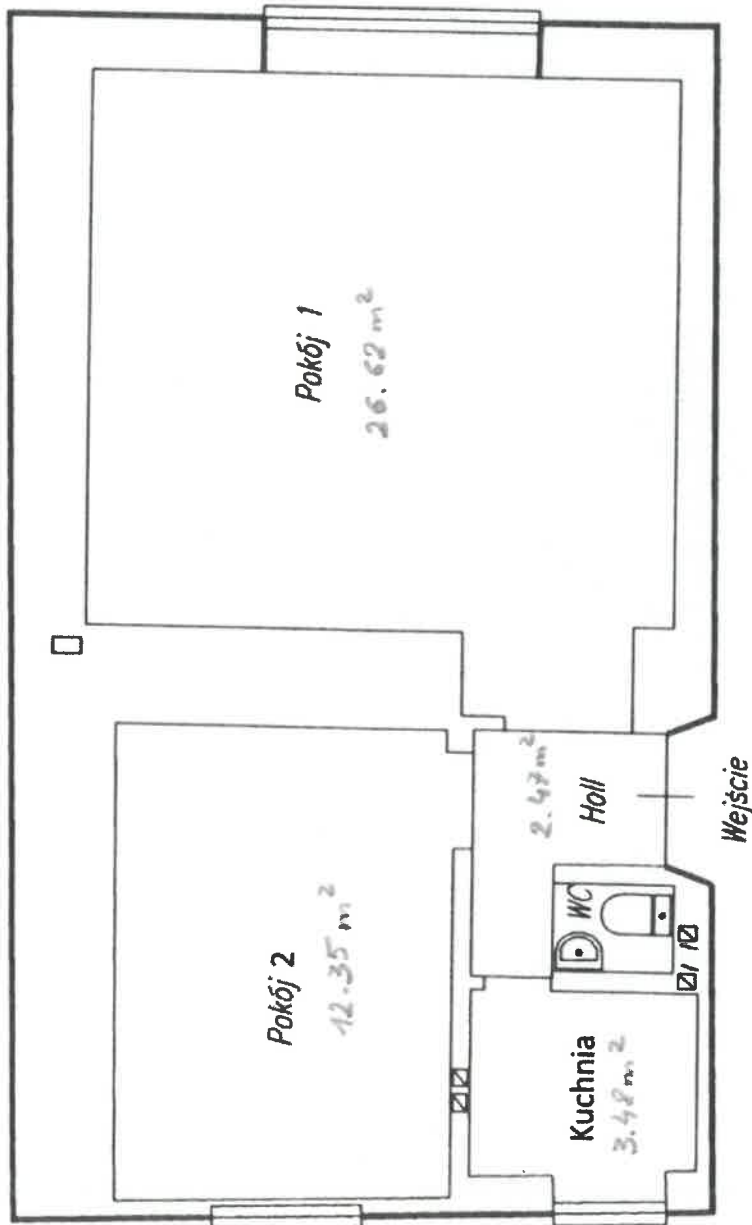 Pokój 1
26.62 m²
Pokój 2
12.35 m²
2.47 m²
Holl
WC
Kuchnia
3.48 m²
Wejście